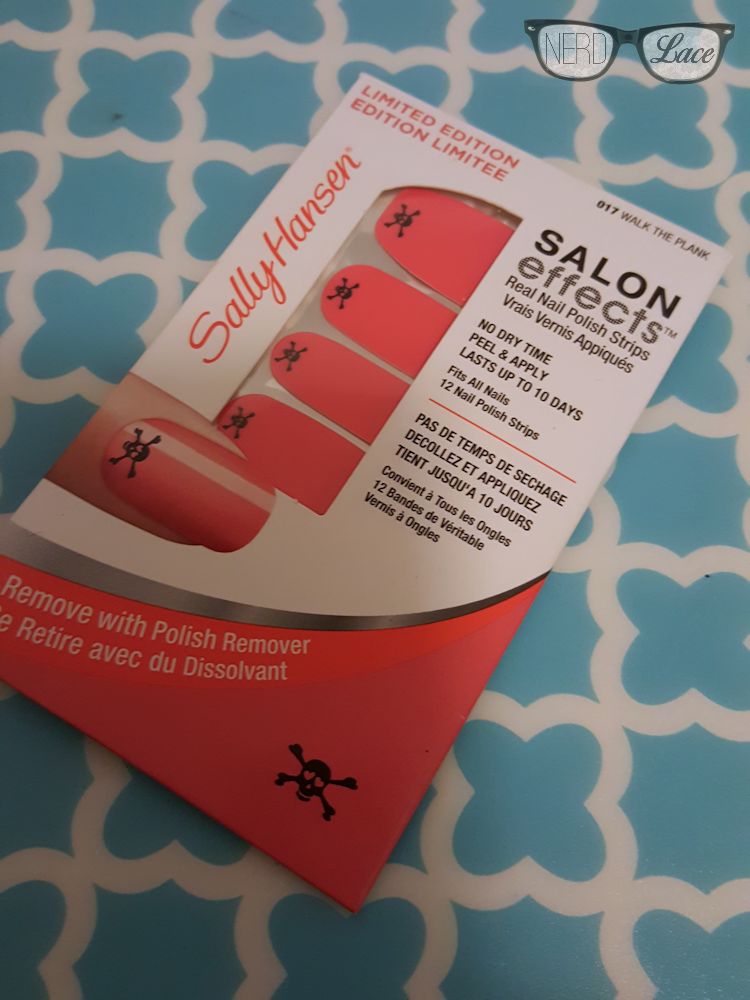 NERD Lace
LIMITED EDITION
EDITION LIMITEE
Sally Hansen®
017 WALK THE PLANK
SALON
effects™
Real Nail Polish Strips
Vrais Vernis Appiqués
NO DRY TIME
PEEL & APPLY
LASTS UP TO 10 DAYS
Fits All Nails
12 Nail Polish Strips
PAS DE TEMPS DE SECHAGE
DECOLLEZ ET APPLIQUEZ
TIENT JUSQU'A 10 JOURS
Convient à Tous les Ongles
12 Bandes de Véritable
Vernis à Ongles
Remove with Polish Remover
Retire avec du Dissolvant